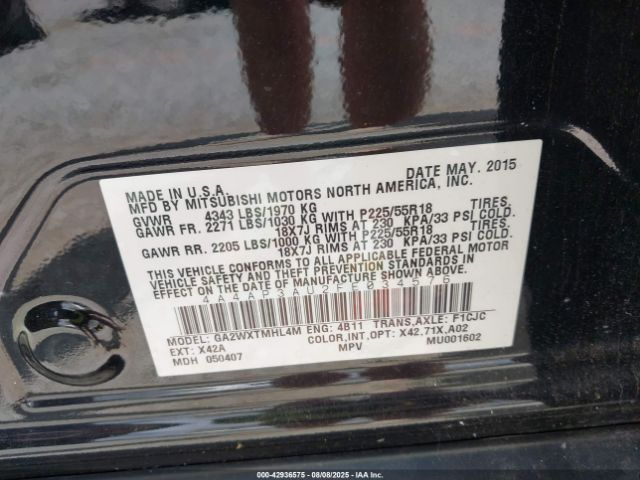 MADE IN U.S.A. DATE MAY. 2015
MFD BY MITSUBISHI MOTORS NORTH AMERICA, INC.
GVWR 4343 LBS/1970 KG
GAWR FR. 2271 LBS/1030 KG WITH P225/55R18 TIRES,
18X7J RIMS AT 230 KPA/33 PSI COLD.
GAWR RR. 2205 LBS/1000 KG WITH P225/55R18 TIRES,
18X7J RIMS AT 230 KPA/33 PSI COLD.
THIS VEHICLE CONFORMS TO ALL APPLICABLE FEDERAL MOTOR
VEHICLE SAFETY AND THEFT PREVENTION STANDARDS IN
EFFECT ON THE DATE OF MANUFACTURE SHOWN ABOVE.
MODEL: GA2WXTMHL4M ENG: 4B11 TRANS,AXLE: F1CJC
EXT: X42A COLOR,INT,OPT: X42,71X,A02
MDH 050407 MPV MU001602
000-42936575 - 08/08/2025 - IAA Inc.